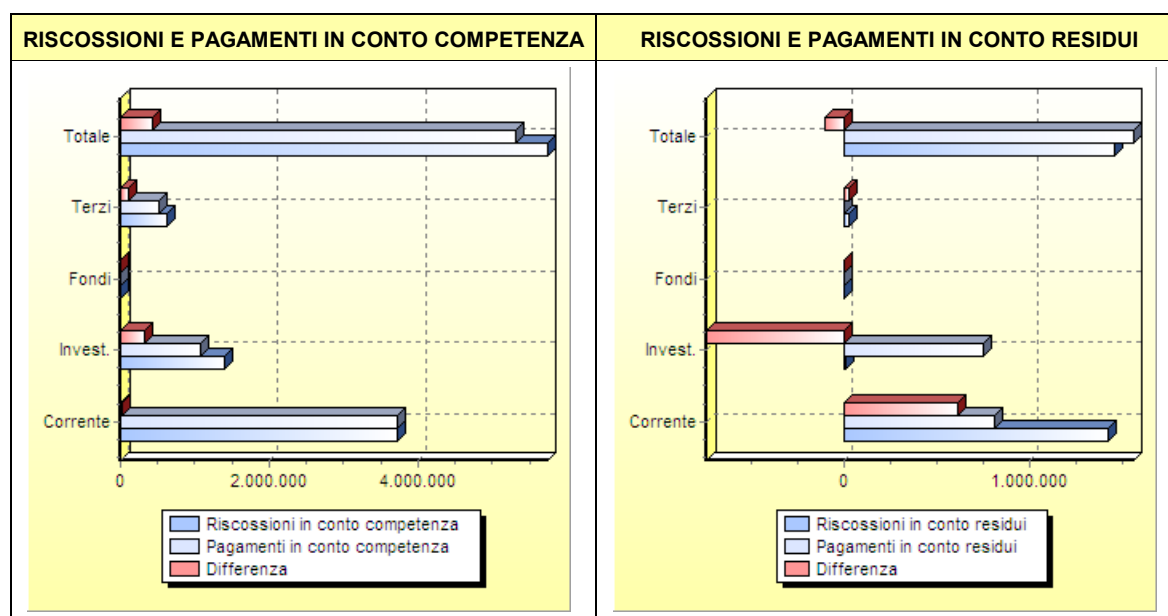 RISCOSSIONI E PAGAMENTI IN CONTO COMPETENZA
Totale
Terzi
Fondi
Invest.
Corrente
0 2.000.000 4.000.000
Riscossioni in conto competenza
Pagamenti in conto competenza
Differenza
RISCOSSIONI E PAGAMENTI IN CONTO RESIDUI
Totale
Terzi
Fondi
Invest.
Corrente
0 1.000.000
Riscossioni in conto residui
Pagamenti in conto residui
Differenza